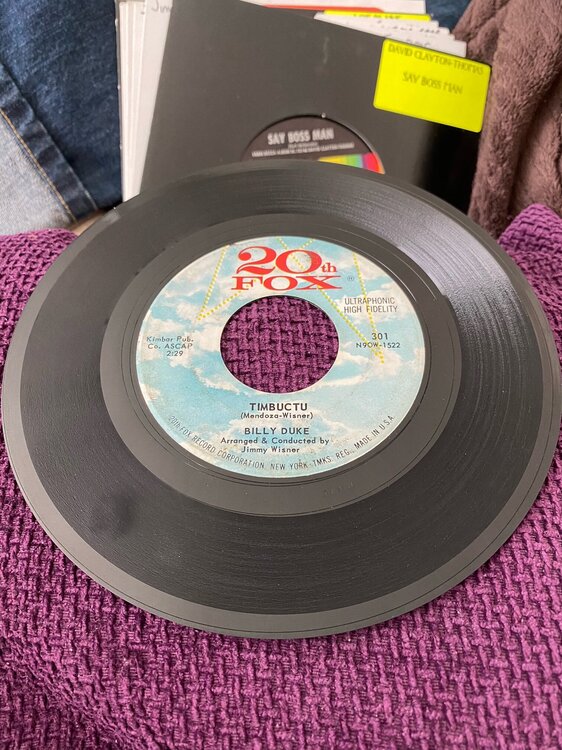 DAVID CLAYTON-THOMAS
SAY BOSS MAN
SAY BOSS MAN
20th
FOX
®
ULTRAPHONIC
HIGH FIDELITY
Kimbar Pub.
Co. ASCAP
2:29
301
N9OW-1522
TIMBUCTU
(Mendoza-Wisner)
BILLY DUKE
Arranged & Conducted by
Jimmy Wisner
20th FOX RECORD CORPORATION, NEW YORK-TMKS. REG. MADE IN U.S.A.